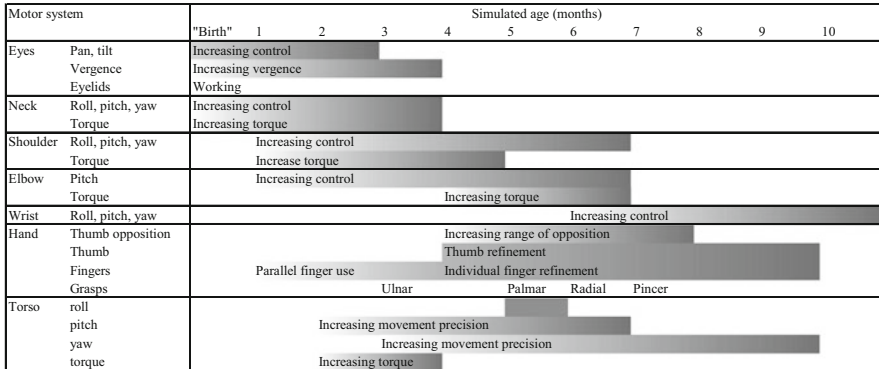 Motor system Simulated age (months)
"Birth" 1 2 3 4 5 6 7 8 9 10
Eyes Pan, tilt Increasing control
Vergence Increasing vergence
Eyelids Working
Neck Roll, pitch, yaw Increasing control
Torque Increasing torque
Shoulder Roll, pitch, yaw Increasing control
Torque Increase torque
Elbow Pitch Increasing control
Torque Increasing torque
Wrist Roll, pitch, yaw Increasing control
Hand Thumb opposition Increasing range of opposition
Thumb Thumb refinement
Fingers Parallel finger use Individual finger refinement
Grasps Ulnar Palmar Radial Pincer
Torso roll
pitch Increasing movement precision
yaw Increasing movement precision
torque Increasing torque